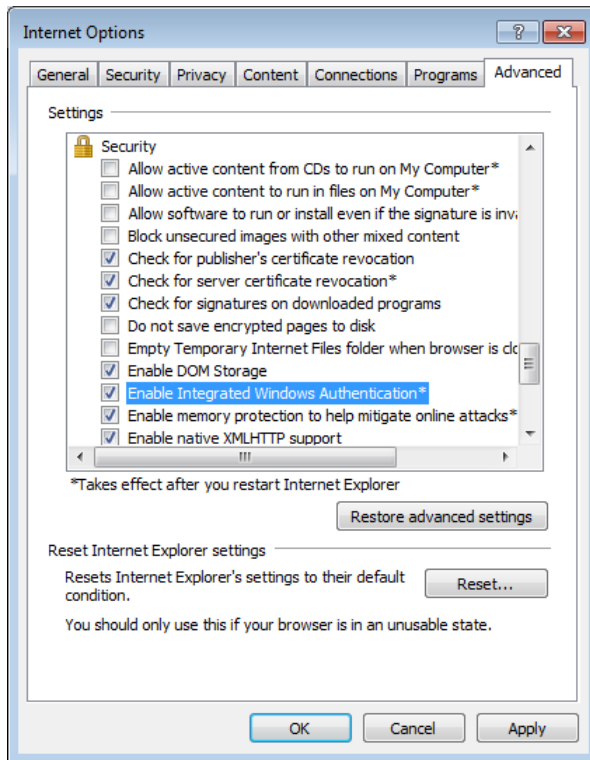 Internet Options
General Security Privacy Content Connections Programs Advanced
Settings
Security
Allow active content from CDs to run on My Computer*
Allow active content to run in files on My Computer*
Allow software to run or install even if the signature is inva
Block unsecured images with other mixed content
Check for publisher's certificate revocation
Check for server certificate revocation*
Check for signatures on downloaded programs
Do not save encrypted pages to disk
Empty Temporary Internet Files folder when browser is clo
Enable DOM Storage
Enable Integrated Windows Authentication*
Enable memory protection to help mitigate online attacks*
Enable native XMLHTTP support
*Takes effect after you restart Internet Explorer
Restore advanced settings
Reset Internet Explorer settings
Resets Internet Explorer's settings to their default
condition.
Reset...
You should only use this if your browser is in an unusable state.
OK Cancel Apply